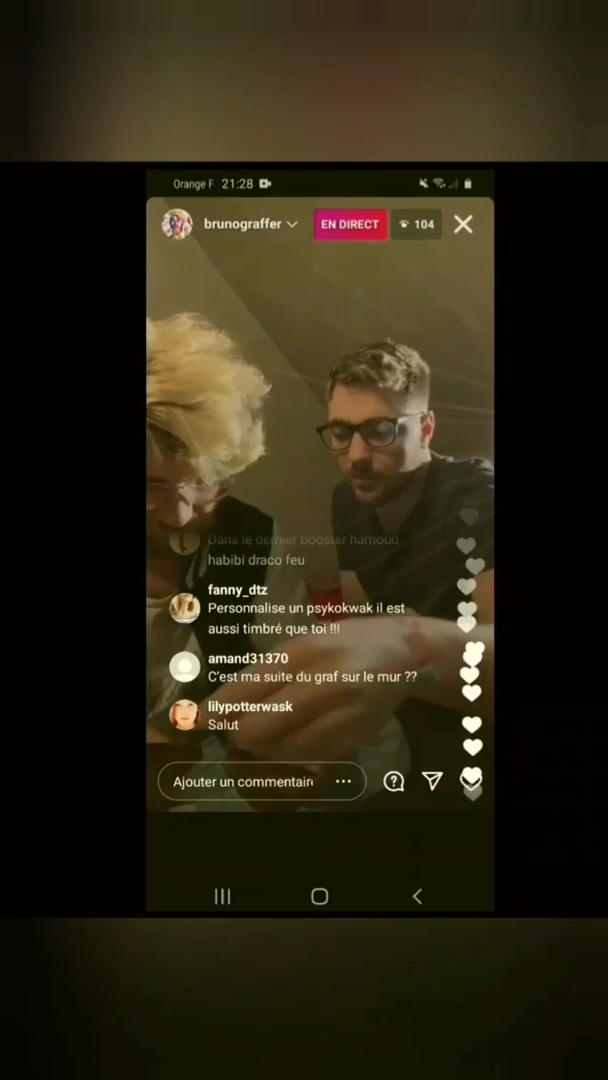 Orange F 21:28
brunograffer
EN DIRECT
104
Dans le dernier booster hamoud
habibi draco feu
fanny_dtz
Personnalise un psykokwak il est
aussi timbré que toi !!!
amand31370
C'est ma suite du graf sur le mur ??
lilypotterwask
Salut
Ajouter un commentair